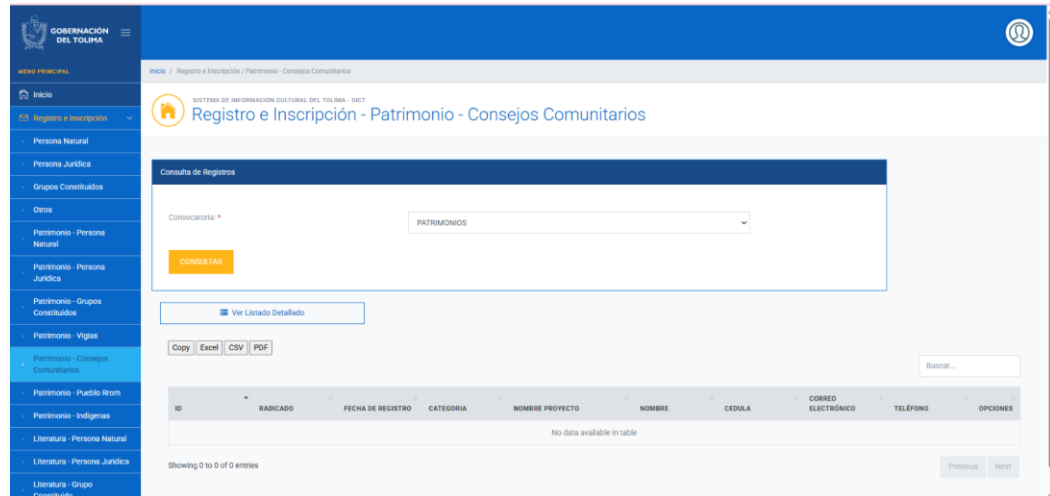 GOBERNACIÓN
DEL TOLIMA
MENU PRINCIPAL
Inicio
Registro e Inscripción
Persona Natural
Persona Jurídica
Grupos Constituidos
Otros
Patrimonio - Persona
Natural
Patrimonio - Persona
Jurídica
Patrimonio - Grupos
Constituidos
Patrimonio - Vigias
Patrimonio - Consejos
Comunitarios
Patrimonio - Pueblo Rrom
Patrimonio - Indigenas
Literatura - Persona Natural
Literatura - Persona Juridica
Literatura - Grupo
Constituido
Inicio / Registro e Inscripción / Patrimonio - Consejos Comunitarios
SISTEMA DE INFORMACION CULTURAL DEL TOLIMA - SICT
Registro e Inscripción - Patrimonio - Consejos Comunitarios
Consulta de Registros
Convocatoria: * PATRIMONIOS
CONSULTAR
Ver Listado Detallado
Copy Excel CSV PDF
Buscar...
ID RADICADO FECHA DE REGISTRO CATEGORIA NOMBRE PROYECTO NOMBRE CEDULA CORREO ELECTRÓNICO TELÉFONO OPCIONES
No data available in table
Showing 0 to 0 of 0 entries
Previous Next